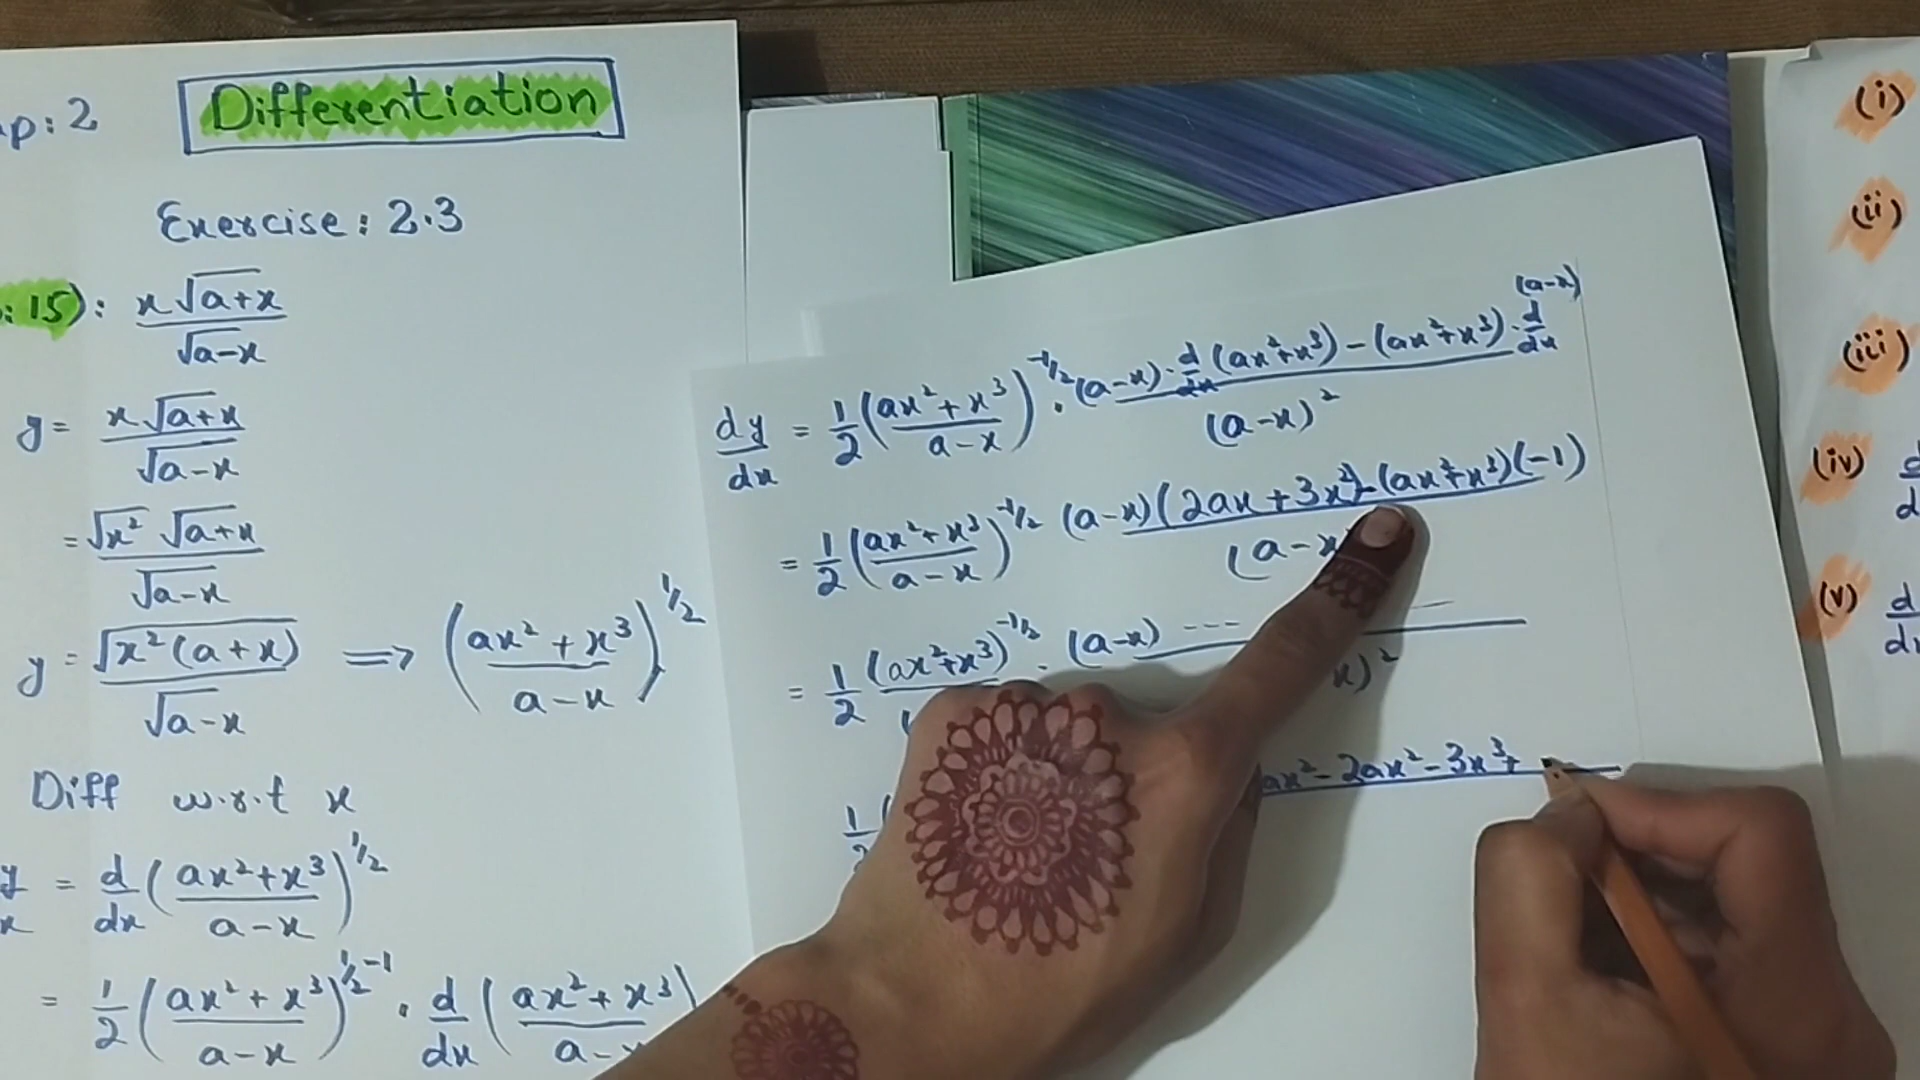 p: 2
Differentiation
Exercise: 2.3
: 15): x√a+x / √a-x
y = x√a+x / √a-x
= √x² √a+x / √a-x
y = √x²(a+x) / √a-x ⟹ (ax² + x³ / a-x)^1/2
Diff w.r.t x
y/x = d/dx (ax²+x³ / a-x)^1/2
= 1/2 (ax² + x³ / a-x)^1/2-1 . d/dx (ax² + x³ / a-
dy/dx = 1/2 (ax² + x³ / a-x)^-1/2 . (a-x) . d/dx (ax²+x³) - (ax²+x³) . d/dx (a-x) / (a-x)²
= 1/2 (ax²+x³ / a-x)^-1/2 (a-x)(2ax + 3x²) - (ax²+x³)(-1) / (a-x
= 1/2 (ax²+x³)^-1/2 . (a-x) --- / x)²
1/2 ax² - 2ax² - 3x³ +
(i)
(ii)
(iii)
(iv) d/d
(v) d/dx